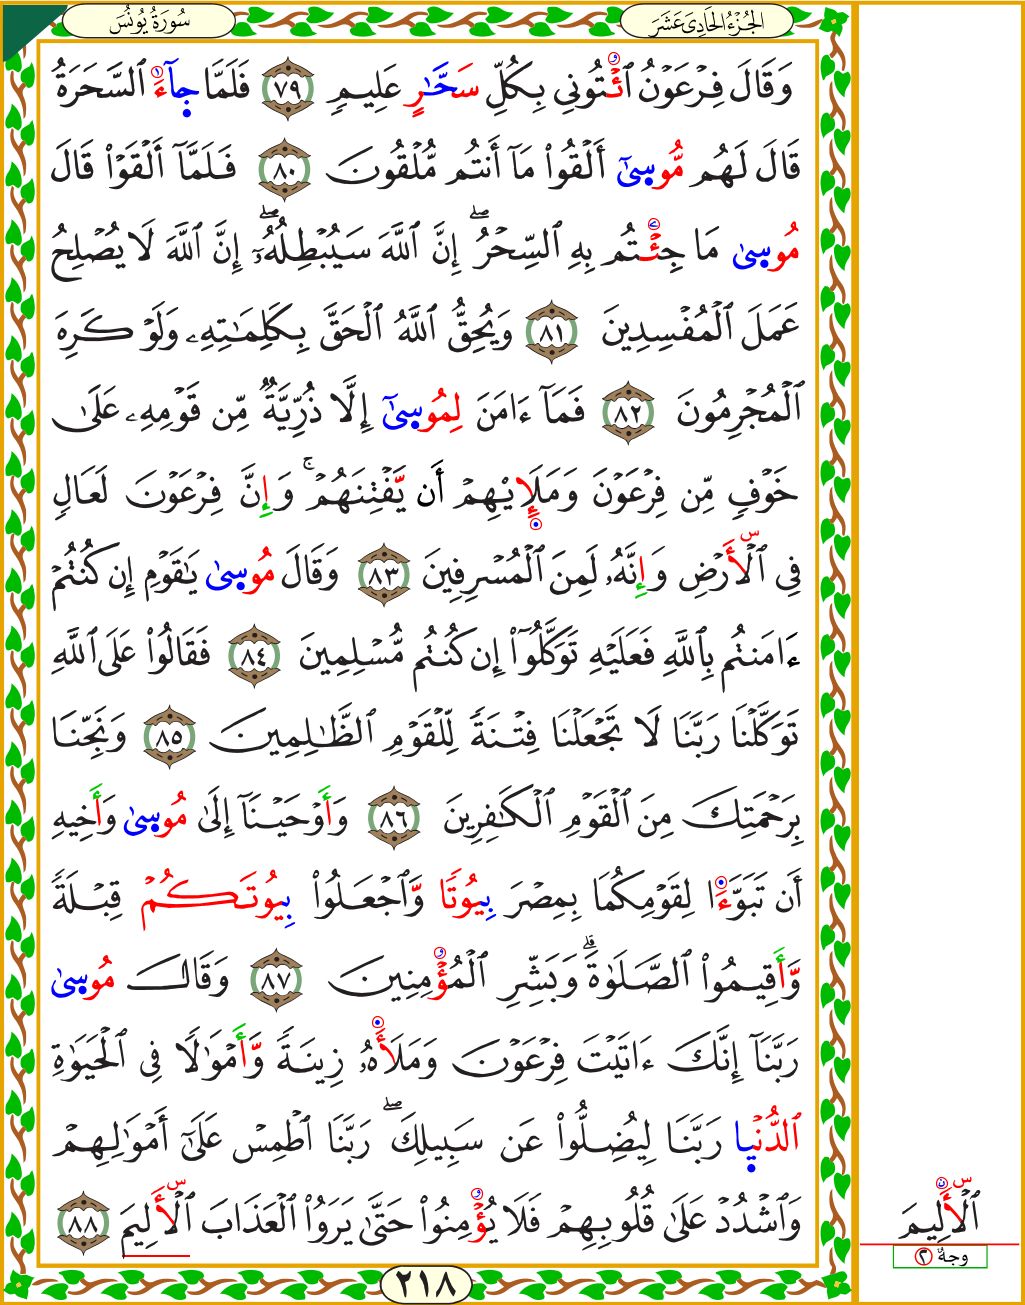 سُورَةُ يُونُسَ
الجُزْءُ الحَادِيَ عَشَرَ
وَقَالَ فِرْعَوْنُ ٱئْتُونِي بِكُلِّ سَحَّٰرٍ عَلِيمٍ ٧٩ فَلَمَّا جَآءَ ٱلسَّحَرَةُ
قَالَ لَهُم مُّوسَىٰٓ أَلْقُوا۟ مَآ أَنتُم مُّلْقُونَ ٨٠ فَلَمَّآ أَلْقَوْا۟ قَالَ
مُوسَىٰ مَا جِئْتُم بِهِ ٱلسِّحْرُۖ إِنَّ ٱللَّهَ سَيُبْطِلُهُۥٓۖ إِنَّ ٱللَّهَ لَا يُصْلِحُ
عَمَلَ ٱلْمُفْسِدِينَ ٨١ وَيُحِقُّ ٱللَّهُ ٱلْحَقَّ بِكَلِمَٰتِهِۦ وَلَوْ كَرِهَ
ٱلْمُجْرِمُونَ ٨٢ فَمَآ ءَامَنَ لِمُوسَىٰٓ إِلَّا ذُرِّيَّةٌ مِّن قَوْمِهِۦ عَلَىٰ
خَوْفٍ مِّن فِرْعَوْنَ وَمَلَإِي۟هِمْ أَن يَفْتِنَهُمْۚ وَإِنَّ فِرْعَوْنَ لَعَالٍ
فِي ٱلْأَرْضِ وَإِنَّهُۥ لَمِنَ ٱلْمُسْرِفِينَ ٨٣ وَقَالَ مُوسَىٰ يَٰقَوْمِ إِن كُنتُمْ
ءَامَنتُم بِٱللَّهِ فَعَلَيْهِ تَوَكَّلُوٓا۟ إِن كُنتُم مُّسْلِمِينَ ٨٤ فَقَالُوا۟ عَلَى ٱللَّهِ
تَوَكَّلْنَا رَبَّنَا لَا تَجْعَلْنَا فِتْنَةً لِّلْقَوْمِ ٱلظَّٰلِمِينَ ٨٥ وَنَجِّنَا
بِرَحْمَتِكَ مِنَ ٱلْقَوْمِ ٱلْكَٰفِرِينَ ٨٦ وَأَوْحَيْنَآ إِلَىٰ مُوسَىٰ وَأَخِيهِ
أَن تَبَوَّءَا لِقَوْمِكُمَا بِمِصْرَ بِيُوتًا وَّٱجْعَلُوا۟ بِيُوتَكُمْ قِبْلَةً
وَّأَقِيمُوا۟ ٱلصَّلَوٰةَۗ وَبَشِّرِ ٱلْمُؤْمِنِينَ ٨٧ وَقَالَ مُوسَىٰ
رَبَّنَآ إِنَّكَ ءَاتَيْتَ فِرْعَوْنَ وَمَلَأَهُۥ زِينَةً وَّأَمْوَٰلًا فِي ٱلْحَيَوٰةِ
ٱلدُّنْيَا رَبَّنَا لِيُضِلُّوا۟ عَن سَبِيلِكَۖ رَبَّنَا ٱطْمِسْ عَلَىٰٓ أَمْوَٰلِهِمْ
وَٱشْدُدْ عَلَىٰ قُلُوبِهِمْ فَلَا يُؤْمِنُوا۟ حَتَّىٰ يَرَوُا۟ ٱلْعَذَابَ ٱلْأَلِيمَ ٨٨
ٱلْأَلِيمَ
وجهٌ ٢
٢١٨